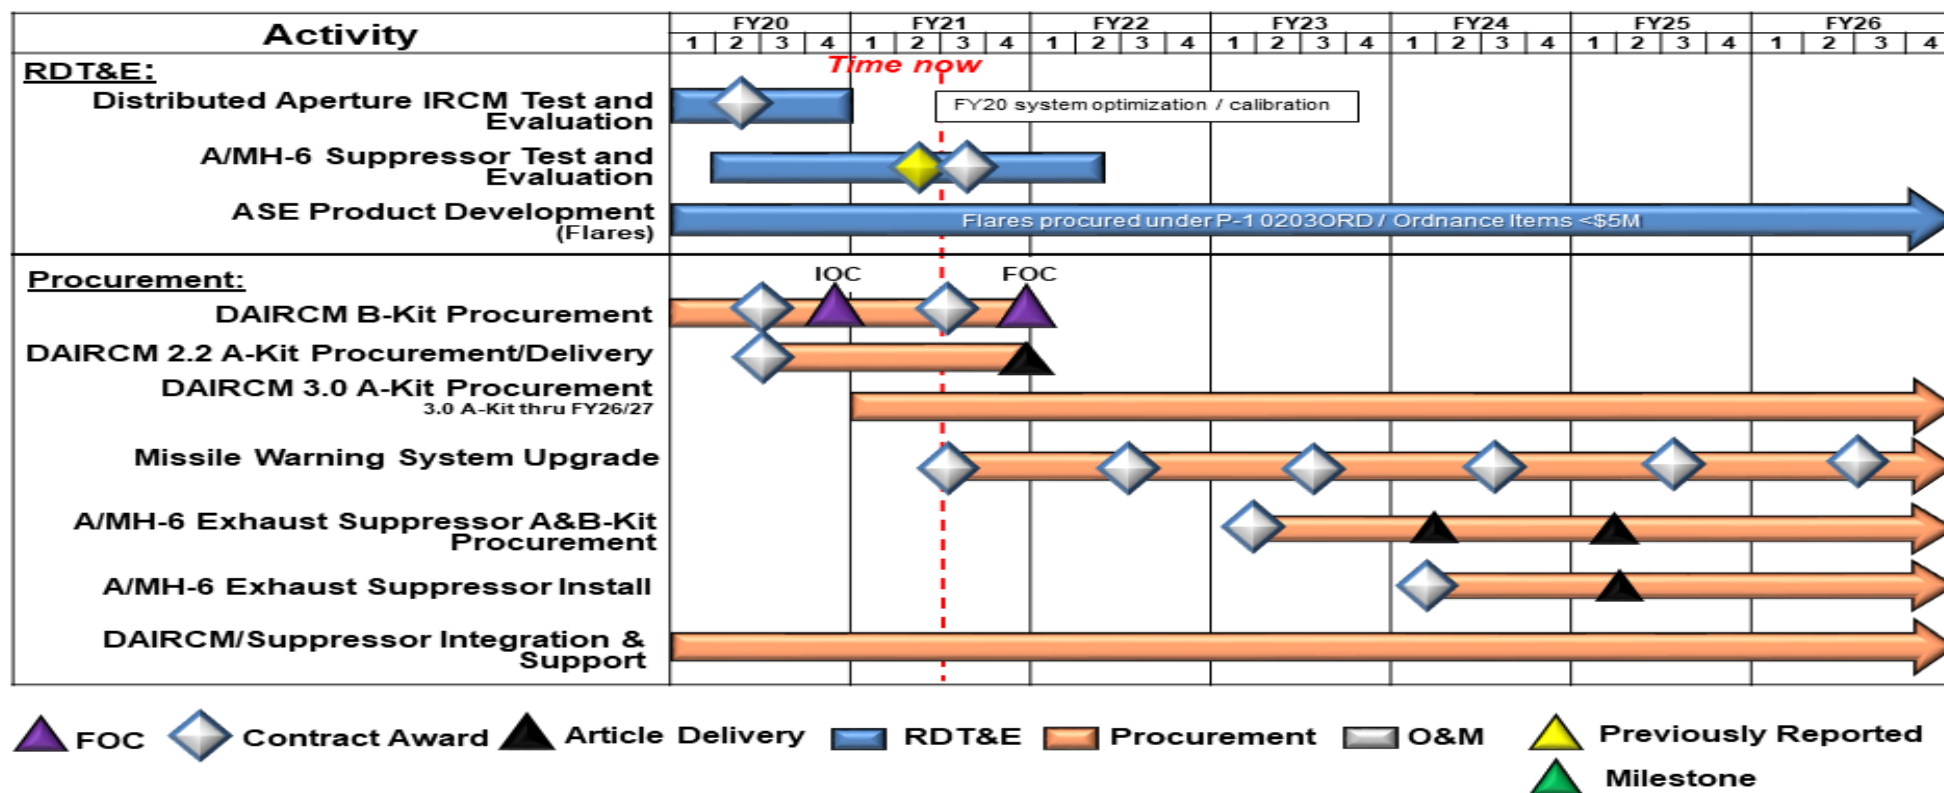 Activity
FY20 FY21 FY22 FY23 FY24 FY25 FY26
1 2 3 4 1 2 3 4 1 2 3 4 1 2 3 4 1 2 3 4 1 2 3 4 1 2 3 4
Time now
RDT&E:
Distributed Aperture IRCM Test and
Evaluation
FY20 system optimization / calibration
A/MH-6 Suppressor Test and
Evaluation
ASE Product Development
(Flares)
Flares procured under P-1 0203ORD / Ordnance Items <$5M
Procurement:
IOC FOC
DAIRCM B-Kit Procurement
DAIRCM 2.2 A-Kit Procurement/Delivery
DAIRCM 3.0 A-Kit Procurement
3.0 A-Kit thru FY26/27
Missile Warning System Upgrade
A/MH-6 Exhaust Suppressor A&B-Kit
Procurement
A/MH-6 Exhaust Suppressor Install
DAIRCM/Suppressor Integration &
Support
FOC Contract Award Article Delivery RDT&E Procurement O&M Previously Reported
Milestone